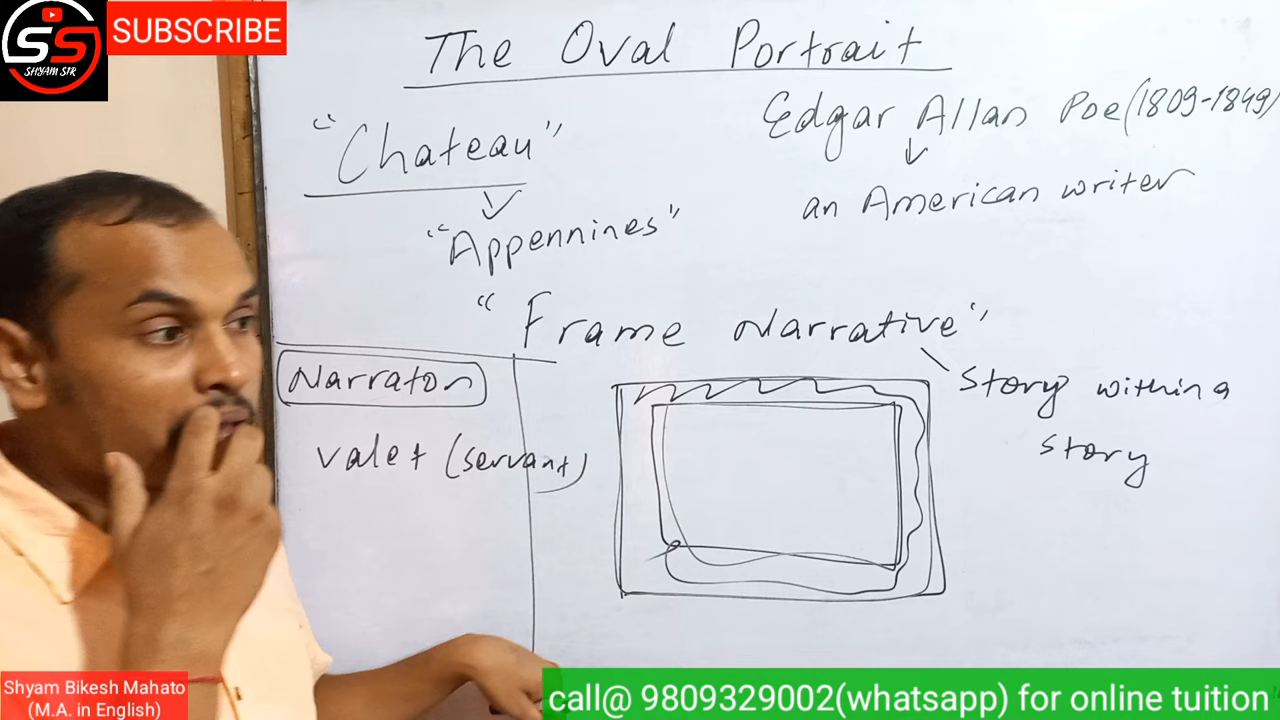 SS
SHYAM SIR
SUBSCRIBE
The Oval Portrait
Edgar Allan Poe (1809-1849)
an American writer
"Chateau"
"Appennines"
"Frame Narrative"
Story within a
story
Narrator
valet (servant)
Shyam Bikesh Mahato
(M.A. in English)
call@ 9809329002(whatsapp) for online tuition